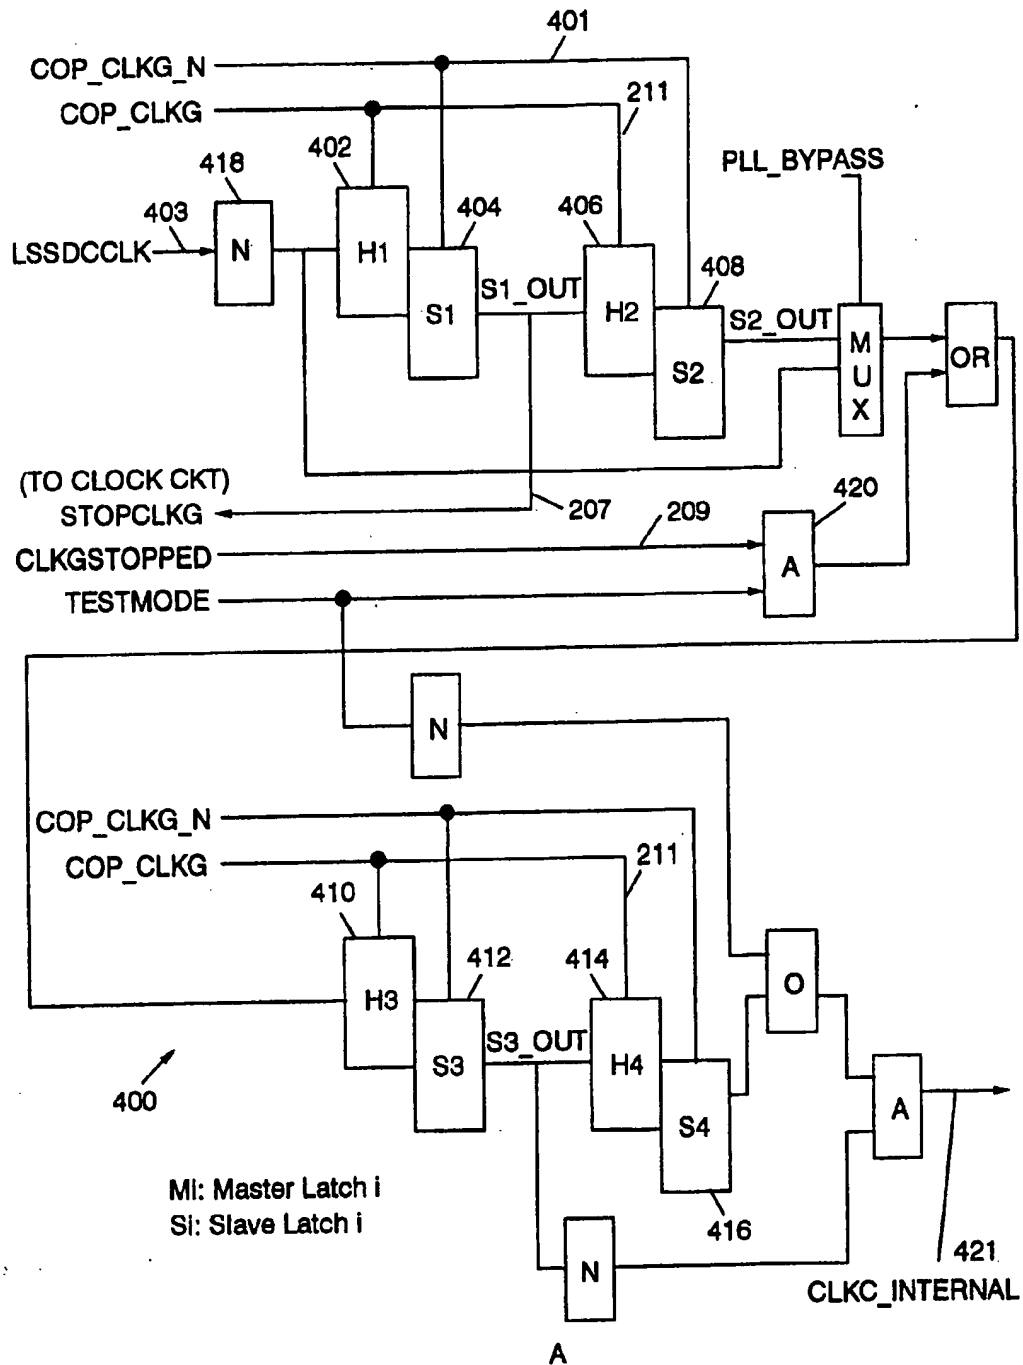 401
COP_CLKG_N
COP_CLKG
211
402
418
PLL_BYPASS
403
404
406
LSSDCCLK
N
H1
S1_OUT
408
S1
H2
S2_OUT
S2
MUX
OR
(TO CLOCK CKT)
STOPCLKG
207
209
420
CLKGSTOPPED
A
TESTMODE
N
COP_CLKG_N
COP_CLKG
211
410
412
414
H3
O
S3_OUT
S3
H4
400
S4
A
Mi: Master Latch i
Si: Slave Latch i
416
N
421
CLKC_INTERNAL
A